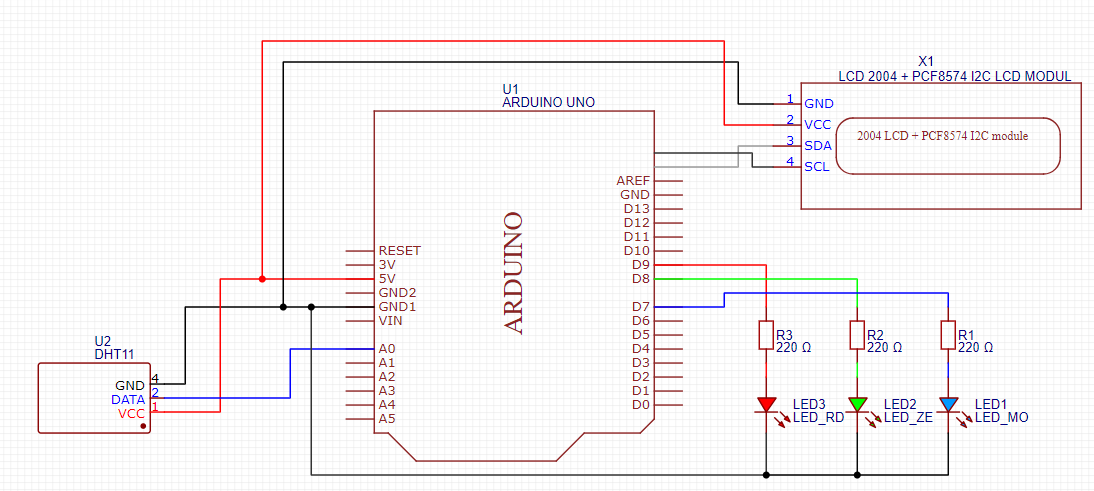 X1
LCD 2004 + PCF8574 I2C LCD MODUL
U1
ARDUINO UNO
1 GND
2 VCC
3 SDA
4 SCL
2004 LCD + PCF8574 I2C module
ARDUINO
RESET
3V
5V
GND2
GND1
VIN
A0
A1
A2
A3
A4
A5
AREF
GND
D13
D12
D11
D10
D9
D8
D7
D6
D5
D4
D3
D2
D1
D0
U2
DHT11
GND 4
DATA 2
VCC 1
R3
220 Ω
R2
220 Ω
R1
220 Ω
LED3
LED_RD
LED2
LED_ZE
LED1
LED_MO